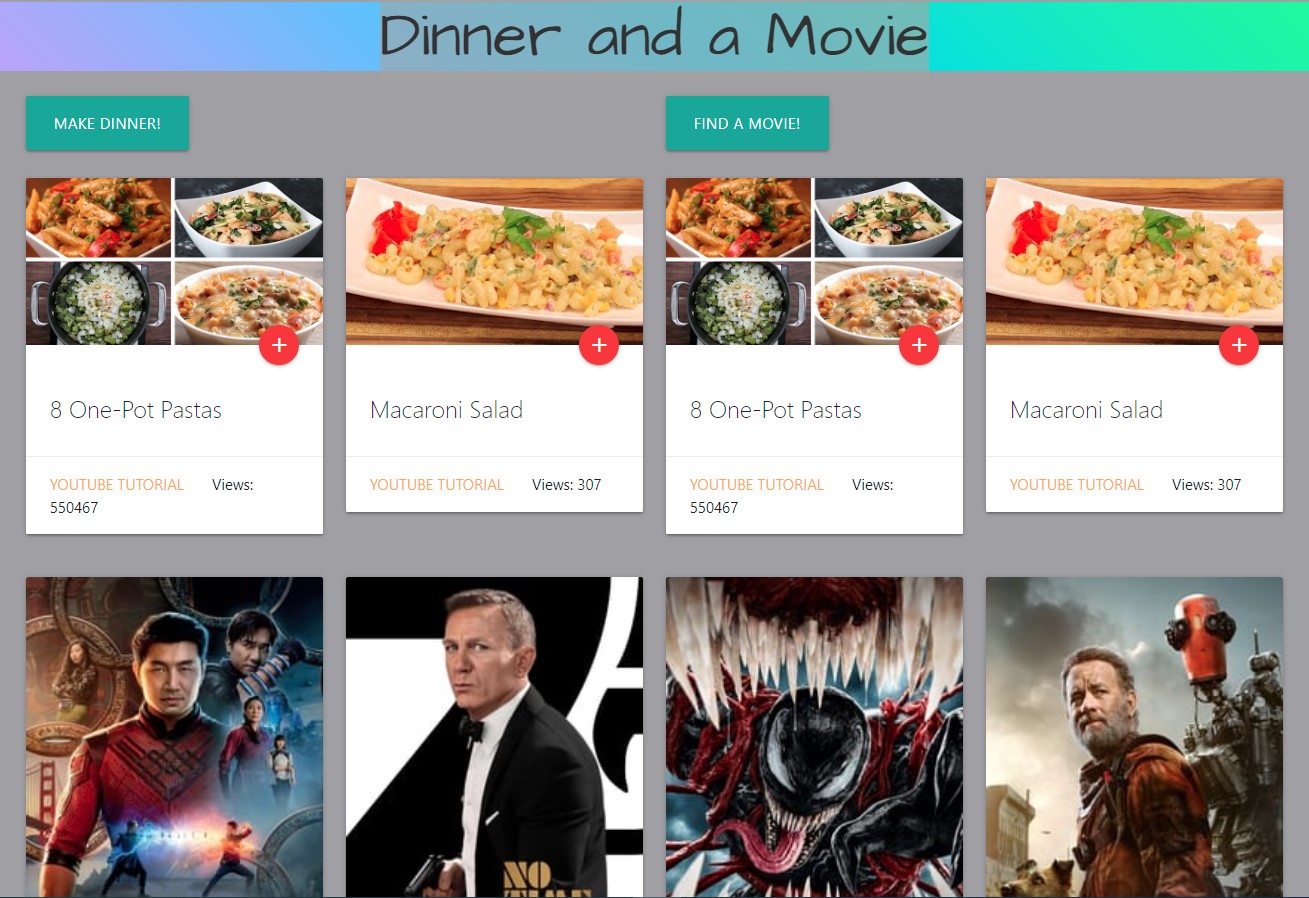 Dinner and a Movie
MAKE DINNER!
FIND A MOVIE!
+
+
+
+
8 One-Pot Pastas
Macaroni Salad
8 One-Pot Pastas
Macaroni Salad
YOUTUBE TUTORIAL Views:
550467
YOUTUBE TUTORIAL Views: 307
YOUTUBE TUTORIAL Views:
550467
YOUTUBE TUTORIAL Views: 307
NO